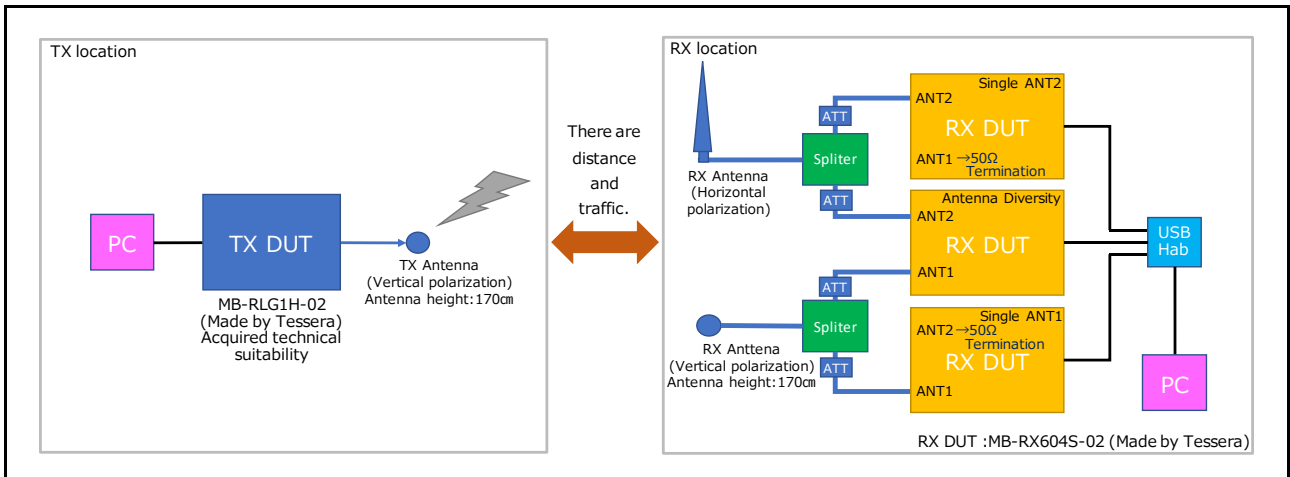 TX location
PC
TX DUT
MB-RLG1H-02
(Made by Tessera)
Acquired technical
suitability
TX Antenna
(Vertical polarization)
Antenna height:170㎝
There are
distance
and
traffic.
RX location
RX Antenna
(Horizontal
polarization)
ATT
Spliter
ATT
Single ANT2
ANT2
RX DUT
ANT1 →50Ω
Termination
Antenna Diversity
ANT2
RX DUT
ANT1
RX Anttena
(Vertical polarization)
Antenna height:170㎝
ATT
Spliter
ATT
Single ANT1
ANT2 →50Ω
Termination
RX DUT
ANT1
USB
Hab
PC
RX DUT :MB-RX604S-02 (Made by Tessera)